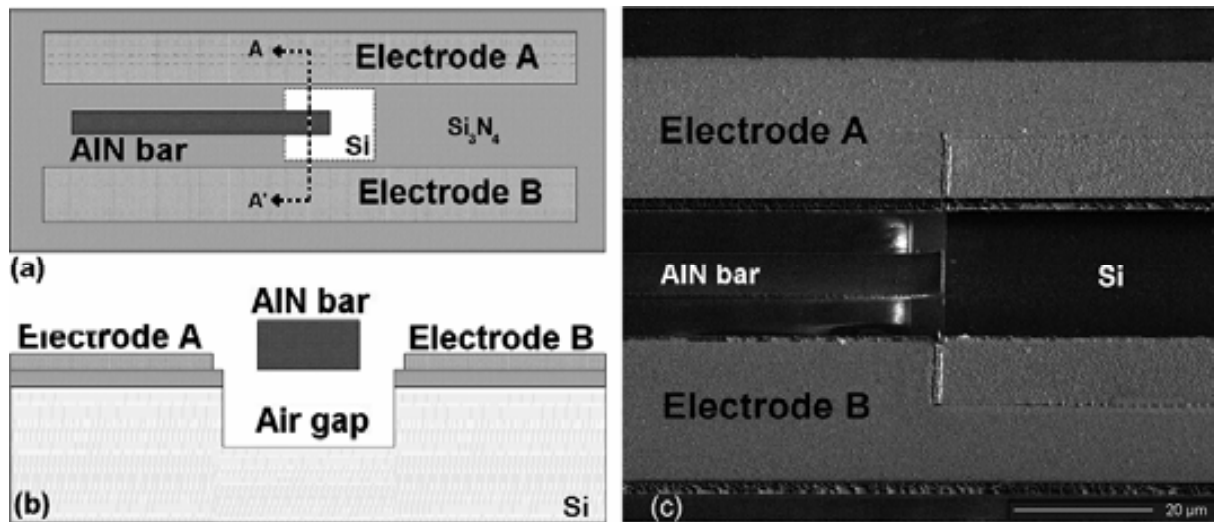 A
Electrode A
AlN bar
Si
Si₃N₄
A'
Electrode B
(a)
AlN bar
Electrode A
Electrode B
Air gap
(b)
Si
Electrode A
AlN bar
Si
Electrode B
(c)
20 µm